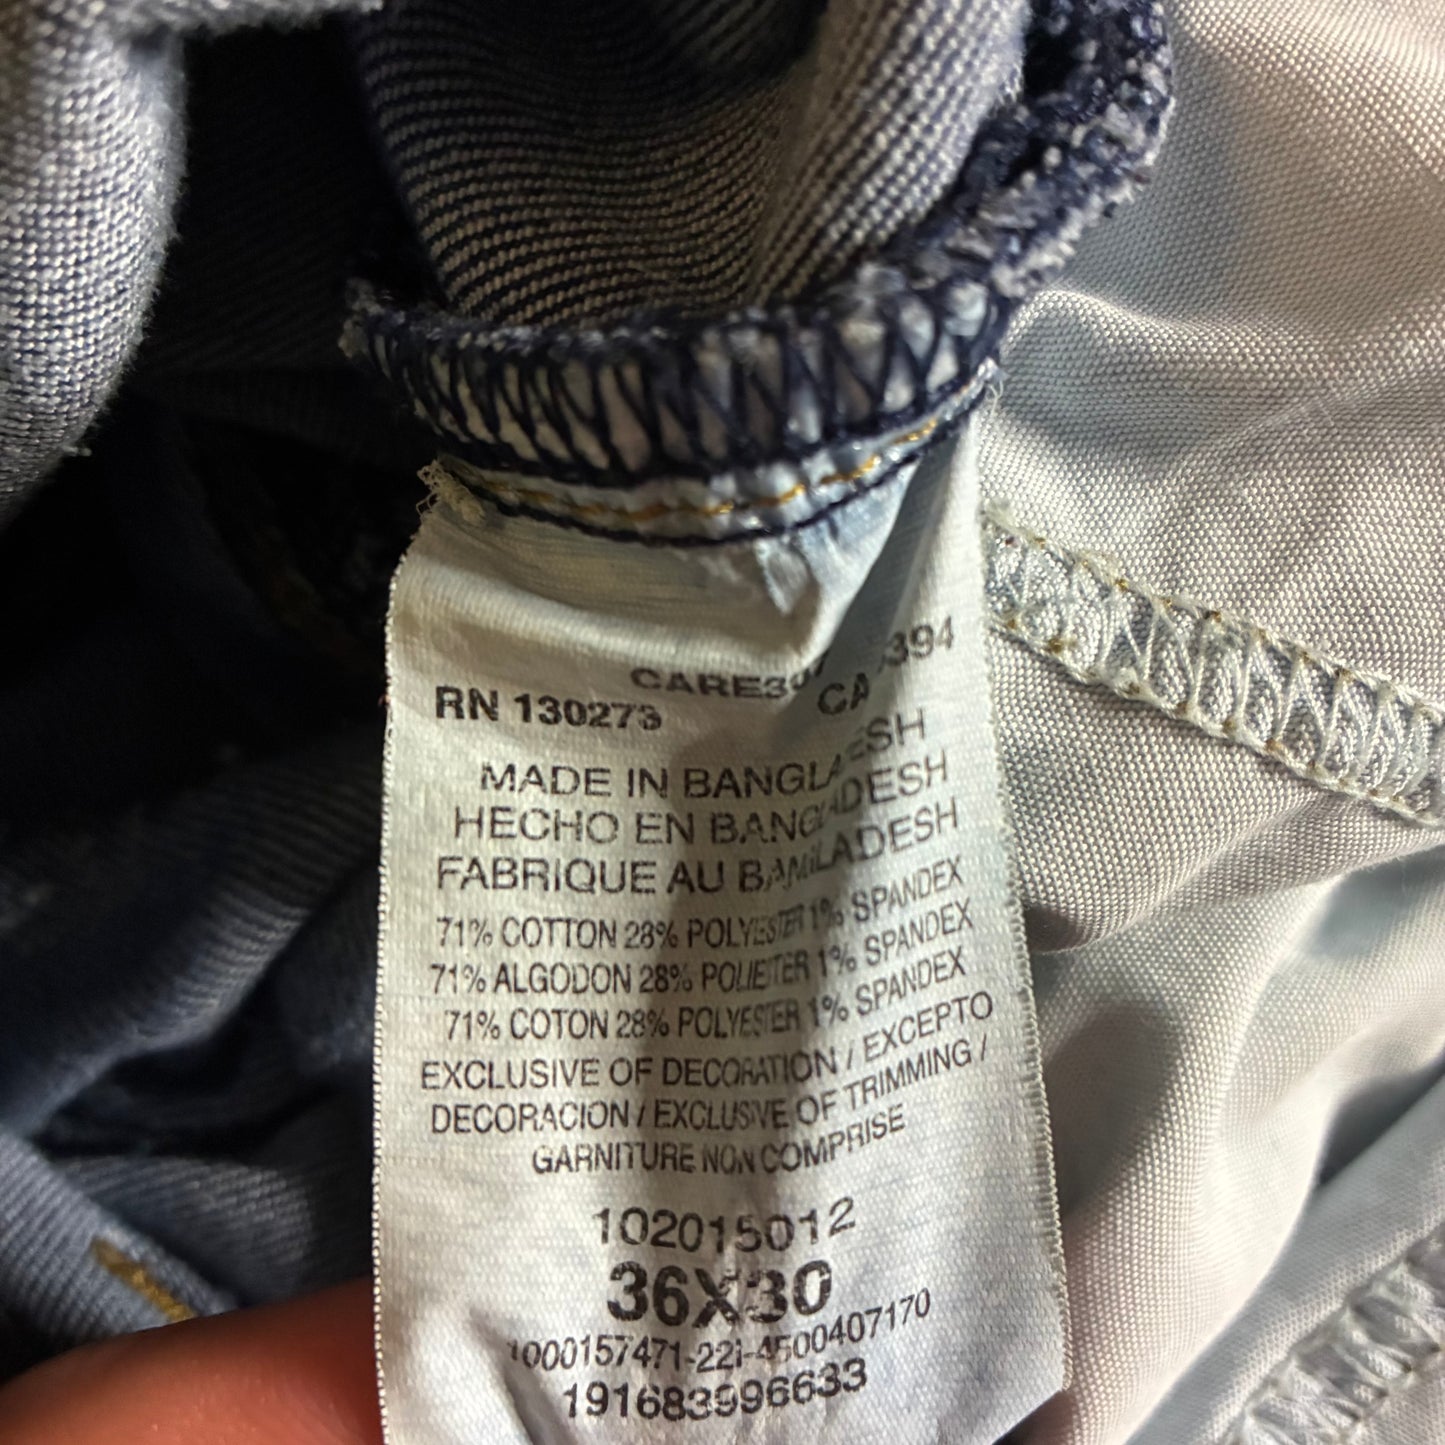 CARE307
RN 130273 CA
MADE IN BANGLADESH
HECHO EN BANGLADESH
FABRIQUE AU BANGLADESH
71% COTTON 28% POLYESTER 1% SPANDEX
71% ALGODON 28% POLIETER 1% SPANDEX
71% COTON 28% POLYESTER 1% SPANDEX
EXCLUSIVE OF DECORATION / EXCEPTO
DECORACION / EXCLUSIVE OF TRIMMING /
GARNITURE NON COMPRISE
102015012
36X30
1000157471-22I-4500407170
191683996633